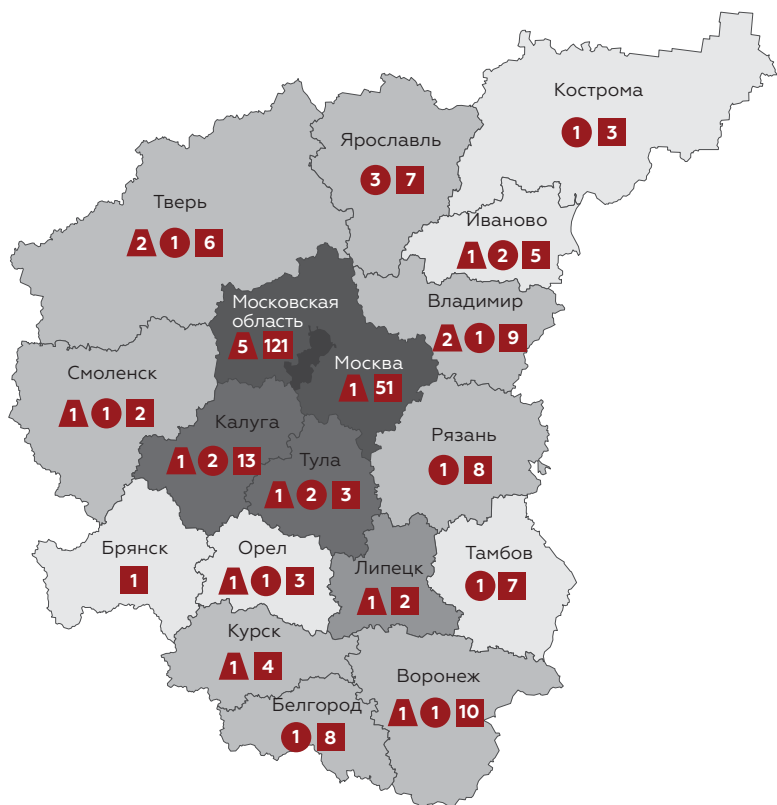 Кострома
1 3
Ярославль
3 7
Тверь
2 1 6
Иваново
1 2 5
Московская
область
5 121
Владимир
2 1 9
Москва
1 51
Смоленск
1 1 2
Калуга
1 2 13
Тула
1 2 3
Рязань
1 8
Брянск
1
Орел
1 1 3
Липецк
1 2
Тамбов
1 7
Курск
1 4
Воронеж
1 1 10
Белгород
1 8